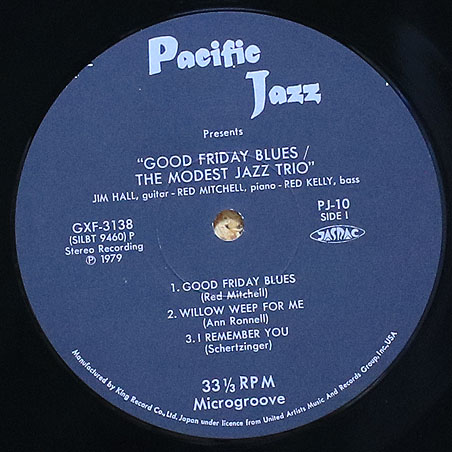 Pacific
Jazz
Presents
"GOOD FRIDAY BLUES /
THE MODEST JAZZ TRIO"
JIM HALL, guitar - RED MITCHELL, piano - RED KELLY, bass
GXF-3138
(SILBT 9460) P
Stereo Recording
Ⓟ 1979
PJ-10
SIDE I
JASRAC
1. GOOD FRIDAY BLUES
(Red Mitchell)
2. WILLOW WEEP FOR ME
(Ann Ronnell)
3. I REMEMBER YOU
(Schertzinger)
33 ⅓ RPM
Microgroove
Manufactured by King Record Co., Ltd. Japan under licence from United Artists Music And Records Group, Inc., USA